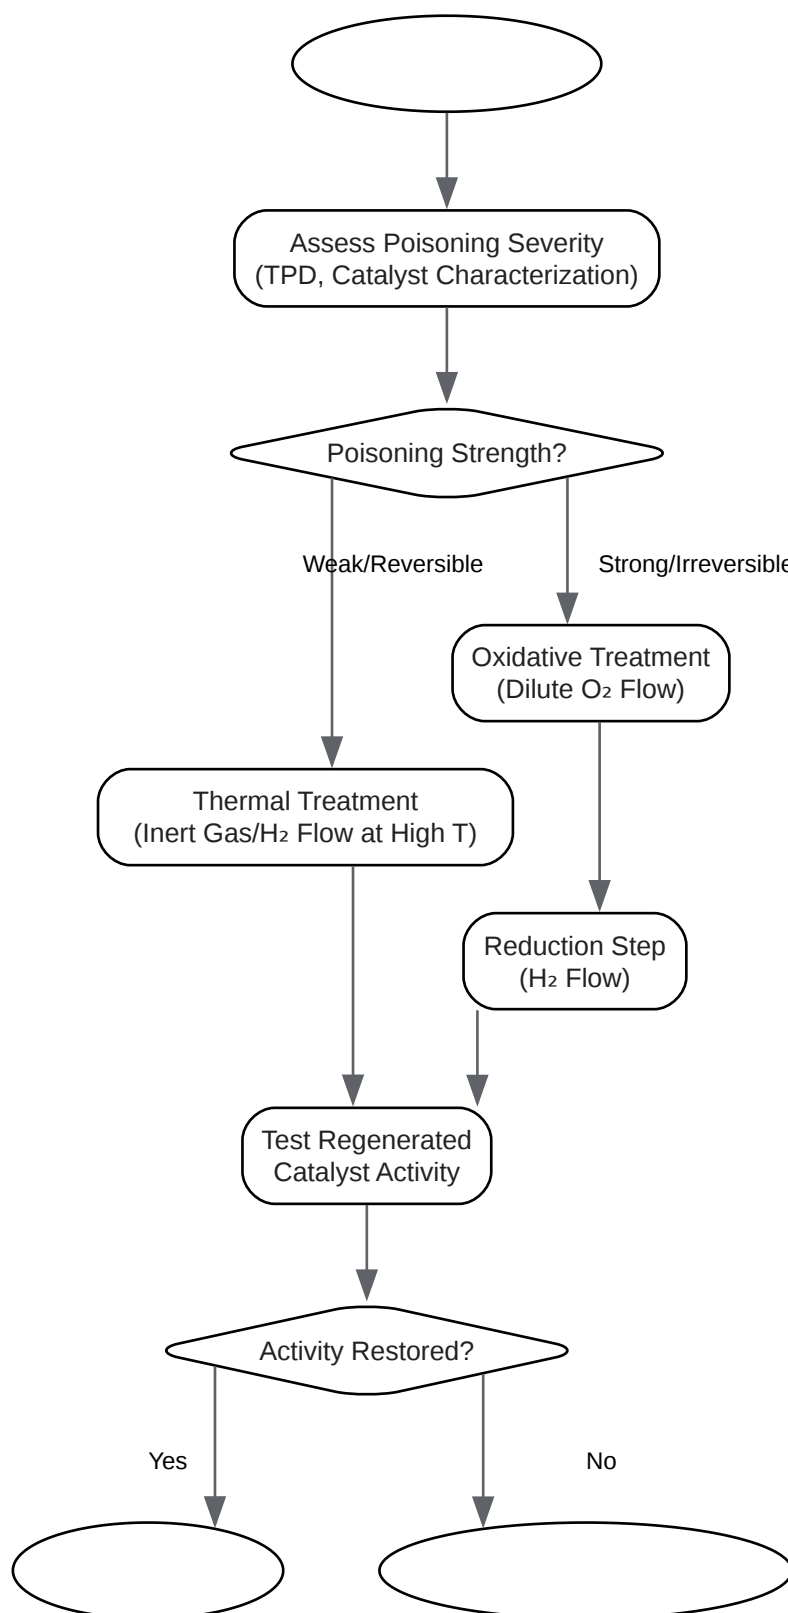 Assess Poisoning Severity
(TPD, Catalyst Characterization)
Poisoning Strength?
Weak/Reversible
Strong/Irreversible
Oxidative Treatment
(Dilute O₂ Flow)
Thermal Treatment
(Inert Gas/H₂ Flow at High T)
Reduction Step
(H₂ Flow)
Test Regenerated
Catalyst Activity
Activity Restored?
Yes
No